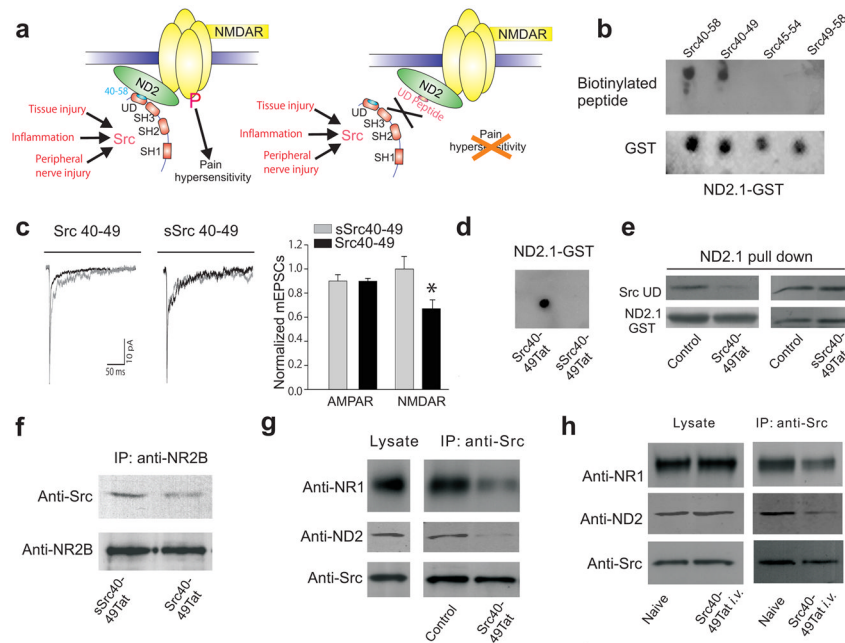 a
NMDAR
ND2
40-58
UD
SH3
SH2
SH1
P
Tissue injury
Inflammation
Src
Peripheral
nerve injury
Pain
hypersensitivity
NMDAR
ND2
UD Peptide
UD
SH3
SH2
SH1
Tissue injury
Inflammation
Src
Peripheral
nerve injury
Pain
hypersensitivity
b
Src40-58
Src40-49
Src45-54
Src49-58
Biotinylated
peptide
GST
ND2.1-GST
c
Src 40-49
sSrc 40-49
10 pA
50 ms
sSrc40-49
Src40-49
Normalized mEPSCs
1.2
1.0
0.8
0.6
0.4
0.2
0.0
*
AMPAR
NMDAR
d
ND2.1-GST
Src40-
49Tat
sSrc40-
49Tat
e
ND2.1 pull down
Src UD
ND2.1
GST
Control
Src40-
49Tat
Control
sSrc40-
49Tat
f
IP: anti-NR2B
Anti-Src
Anti-NR2B
sSrc40-
49Tat
Src40-
49Tat
g
Lysate
IP: anti-Src
Anti-NR1
Anti-ND2
Anti-Src
Control
Src40-
49Tat
h
Lysate
IP: anti-Src
Anti-NR1
Anti-ND2
Anti-Src
Naive
Src40-
49Tat i.v.
Naive
Src40-
49Tat i.v.